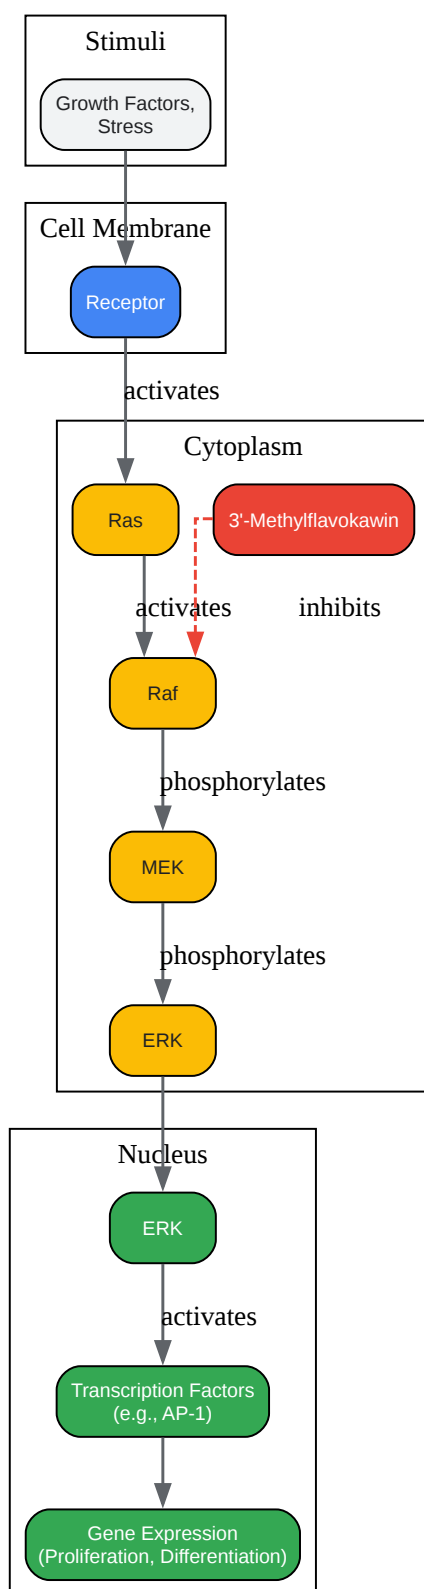 Stimuli
Growth Factors,
Stress
Cell Membrane
Receptor
activates
Cytoplasm
Ras
3'-Methylflavokawin
activates
inhibits
Raf
phosphorylates
MEK
phosphorylates
ERK
Nucleus
ERK
activates
Transcription Factors
(e.g., AP-1)
Gene Expression
(Proliferation, Differentiation)